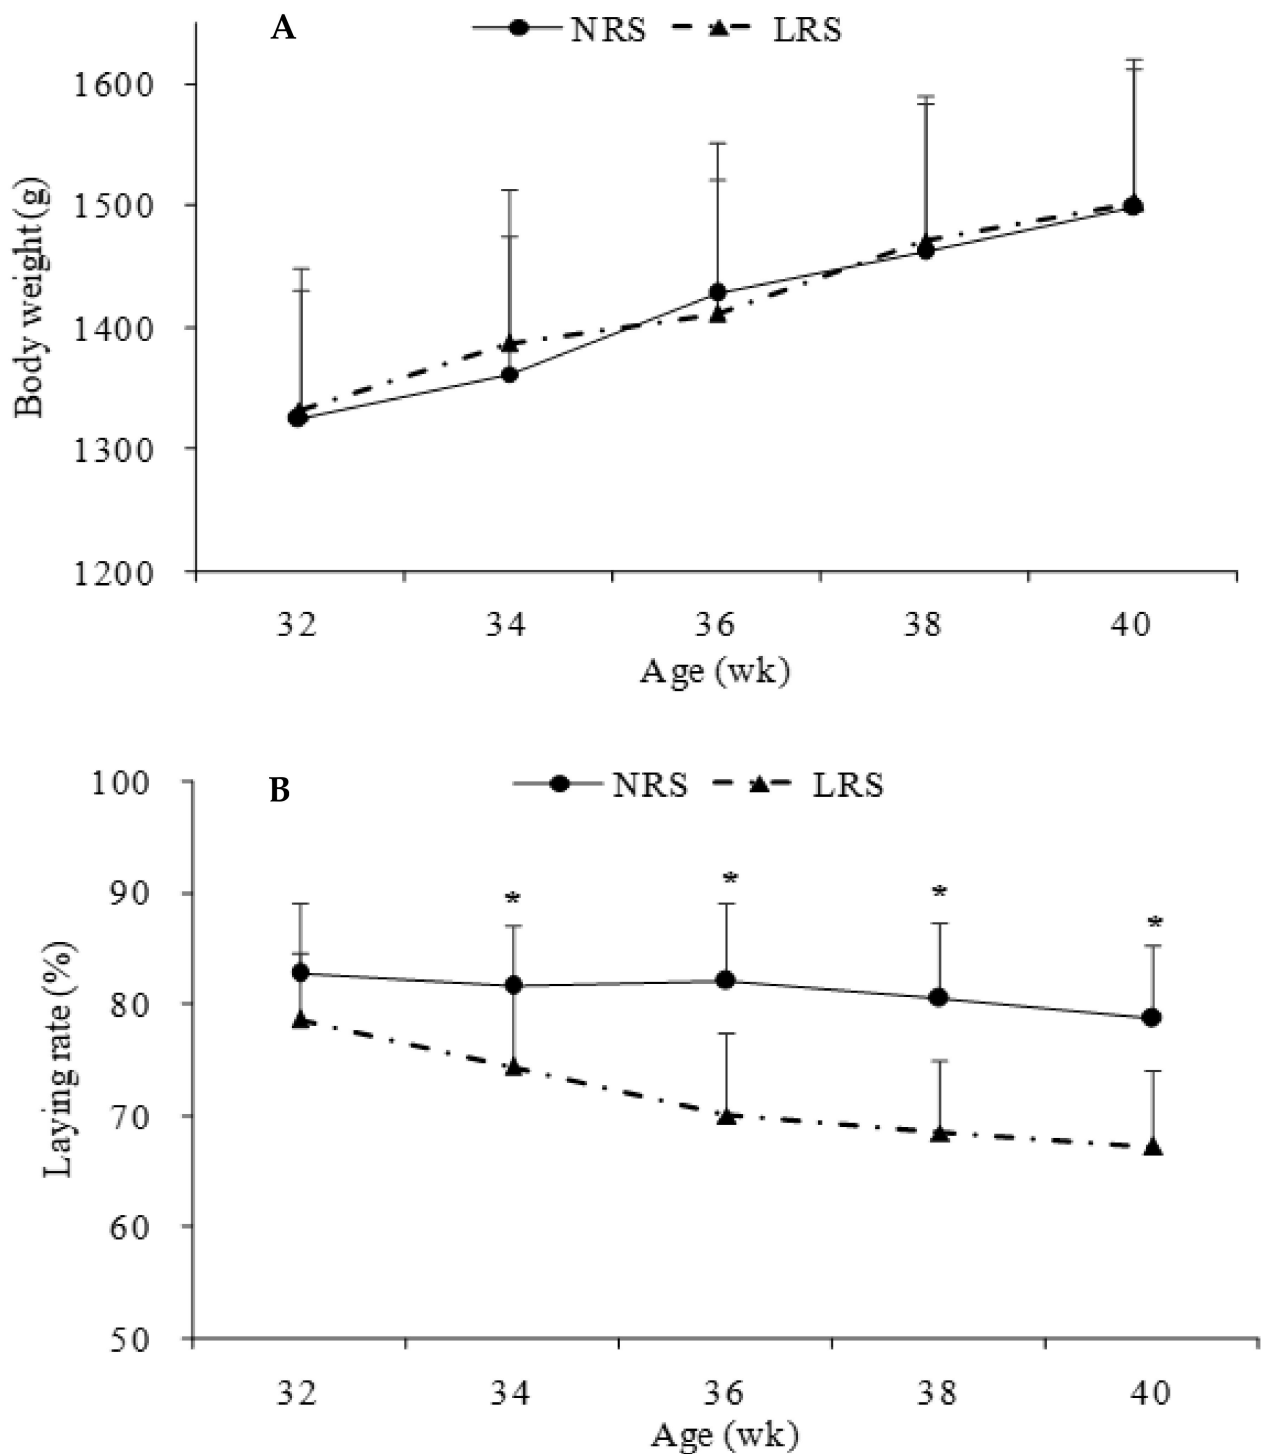 A
NRS LRS
1600
1500
1400
1300
1200
Body weight (g)
32 34 36 38 40
Age (wk)
B
NRS LRS
100
90
80
70
60
50
Laying rate (%)
* * * *
32 34 36 38 40
Age (wk)